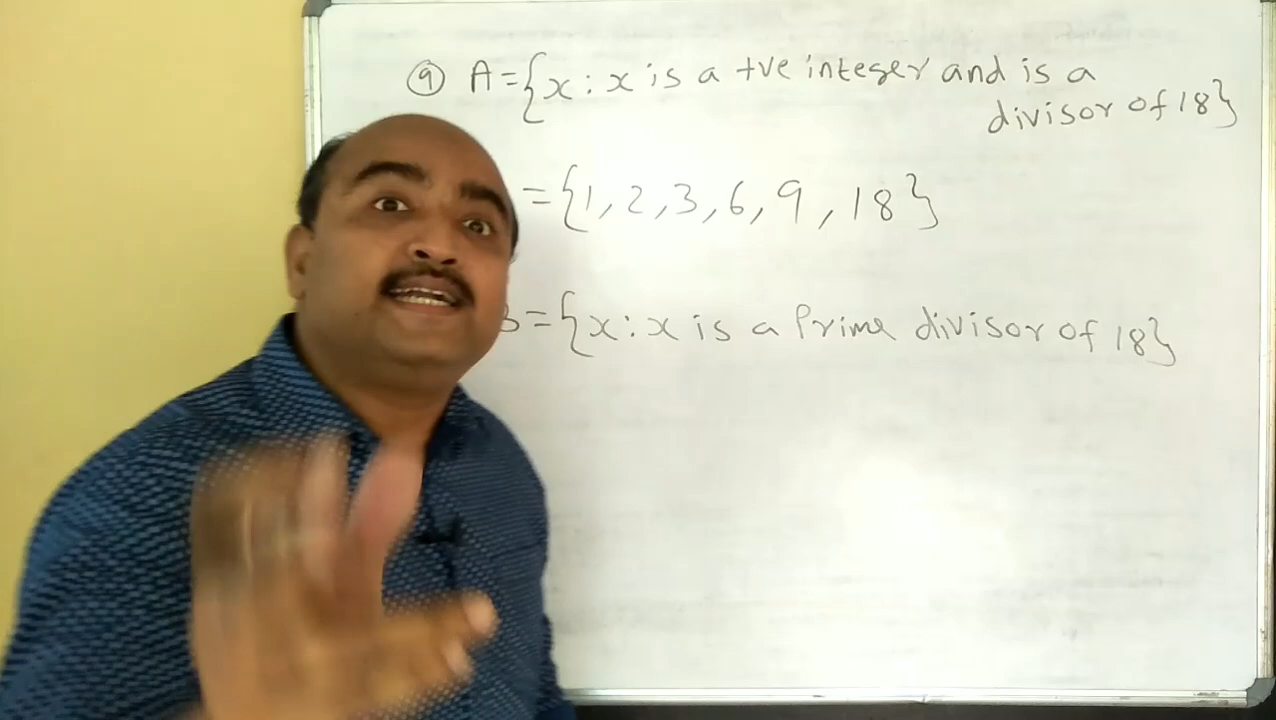 ⑨ A={x:x is a +ve integer and is a
divisor of 18}
={1,2,3,6,9,18}
B={x:x is a Prime divisor of 18}